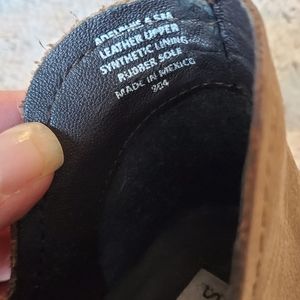 LEATHER UPPER
SYNTHETIC LINING
RUBBER SOLE
MADE IN MEXICO